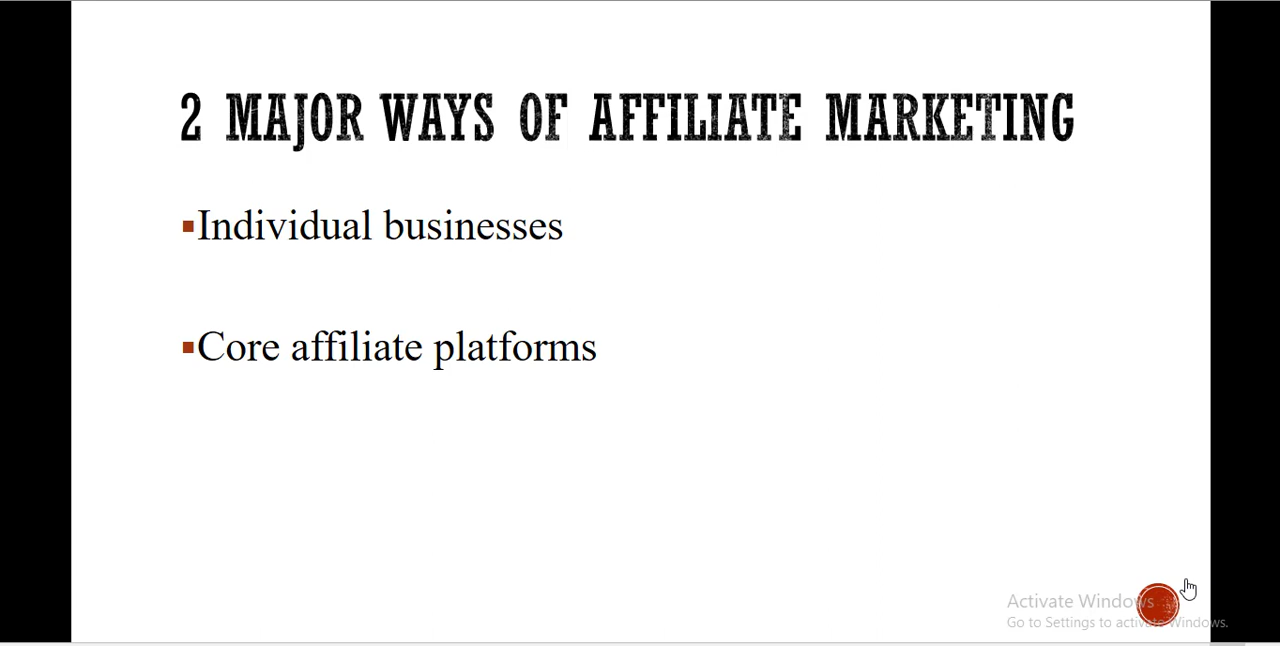 2 MAJOR WAYS OF AFFILIATE MARKETING
▪Individual businesses
▪Core affiliate platforms
Activate Windows
Go to Settings to activate Windows.